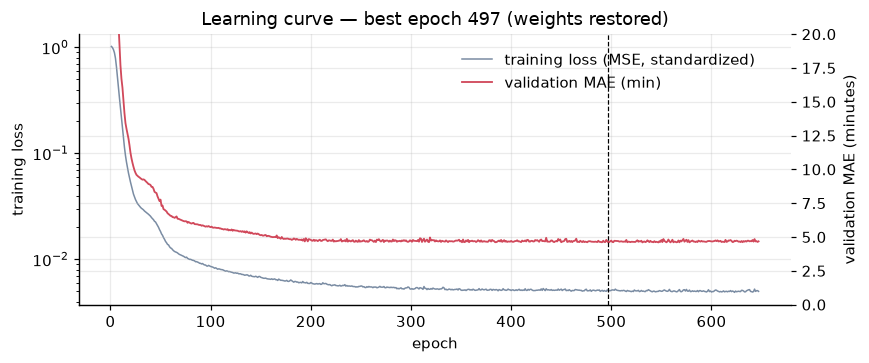 Learning curve — best epoch 497 (weights restored)
training loss (MSE, standardized)
validation MAE (min)
training loss
10⁰
10⁻¹
10⁻²
20.0
17.5
15.0
12.5
10.0
7.5
5.0
2.5
0.0
validation MAE (minutes)
0 100 200 300 400 500 600
epoch